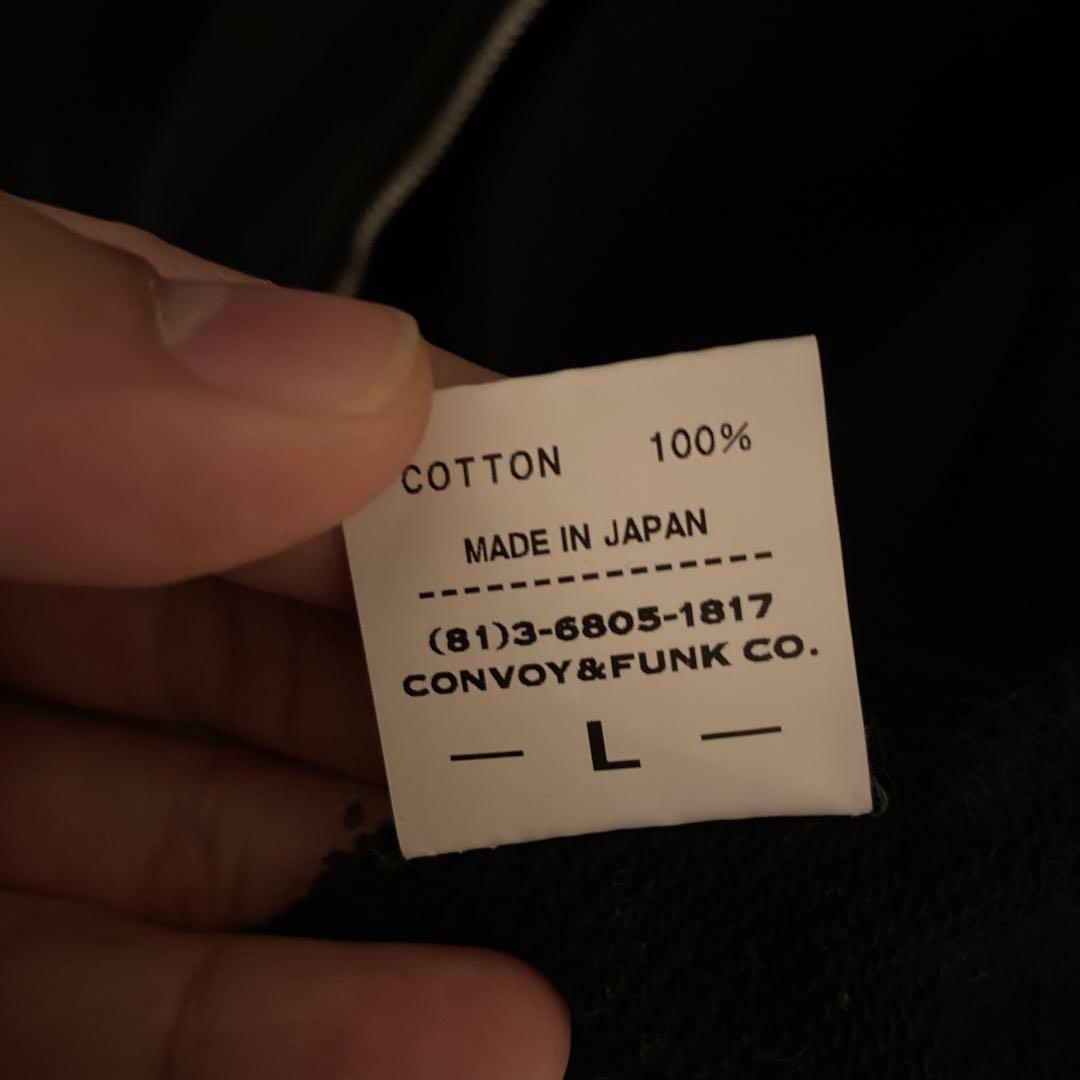 COTTON 100%
MADE IN JAPAN
(81)3-6805-1817
CONVOY&FUNK CO.
— L —